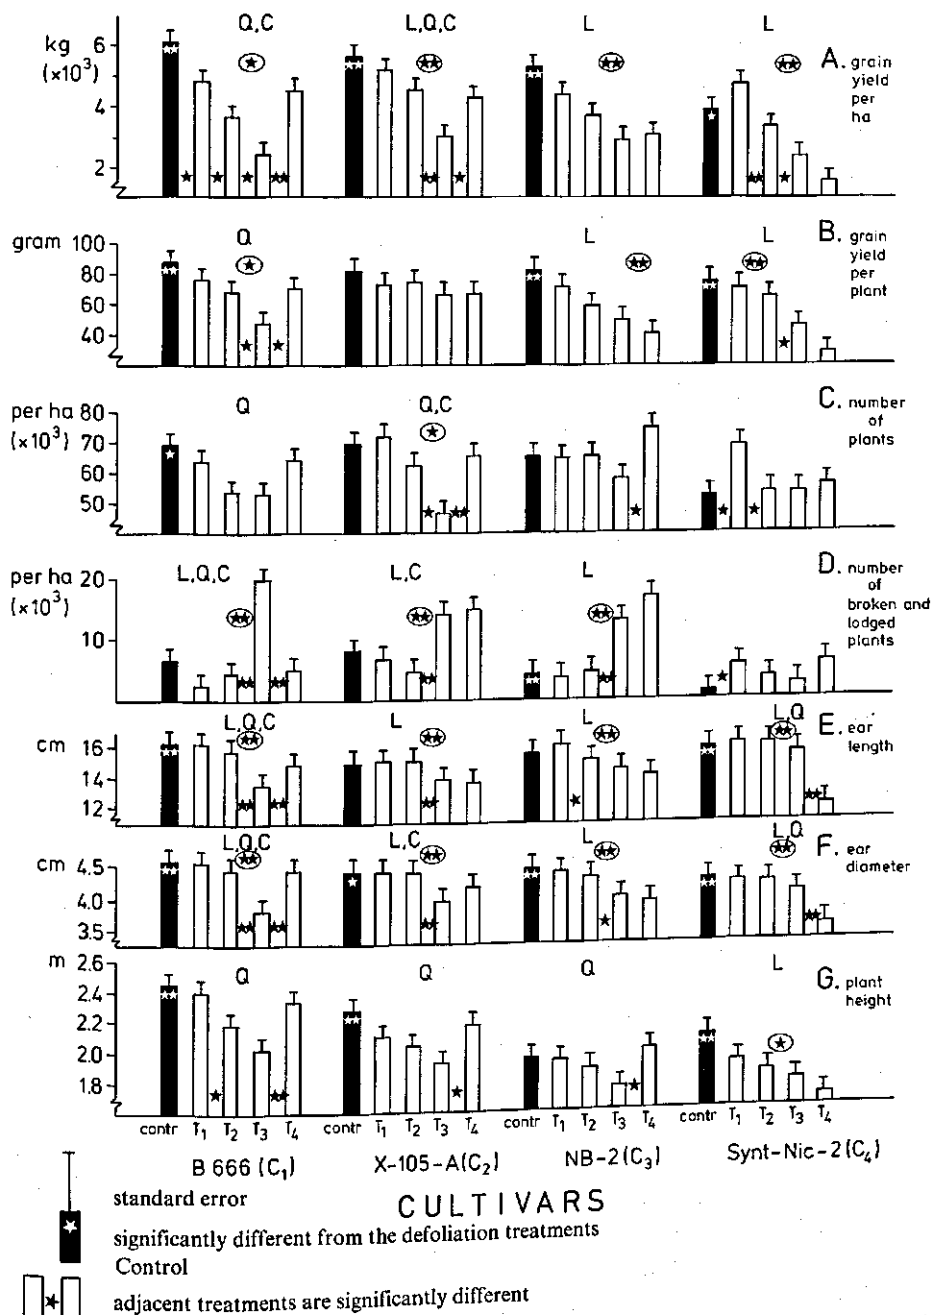 Q,C L,Q,C L L
kg
(×10³)
6
4
2
A. grain
yield
per
ha
★ ★★ ★★ ★★
★★ ★★ ★★ ★
★ ★ ★ ★★ ★★ ★ ★★ ★
gram
100
80
60
40
Q L L
B. grain
yield
per
plant
★ ★★ ★★
★★ ★★ ★★
★ ★ ★
per ha
(×10³)
80
70
50
Q Q,C
C. number
of
plants
★
★
★ ★★ ★ ★ ★
per ha
(×10³)
20
10
L,Q,C L,C L
D. number
of
broken and
lodged
plants
★★ ★★ ★★
★★
★★ ★★ ★★ ★★ ★
cm
16
14
12
L,Q,C L L L,Q
E. ear
length
★★ ★★ ★★ ★★
★★ ★★
★★ ★★ ★★ ★ ★★
cm
4.5
4.0
3.5
L,Q,C L,C L L,Q
F. ear
diameter
★★ ★★ ★★ ★★
★★ ★ ★★ ★★
★★ ★★ ★★ ★ ★★
m
2.6
2.4
2.2
2.0
1.8
Q Q Q L
G. plant
height
★
★★ ★★ ★★
★ ★★ ★ ★
contr T₁ T₂ T₃ T₄ contr T₁ T₂ T₃ T₄ contr T₁ T₂ T₃ T₄ contr T₁ T₂ T₃ T₄
B 666 (C₁) X-105-A(C₂) NB-2(C₃) Synt-Nic-2(C₄)
CULTIVARS
standard error
★ significantly different from the defoliation treatments
Control
★ adjacent treatments are significantly different